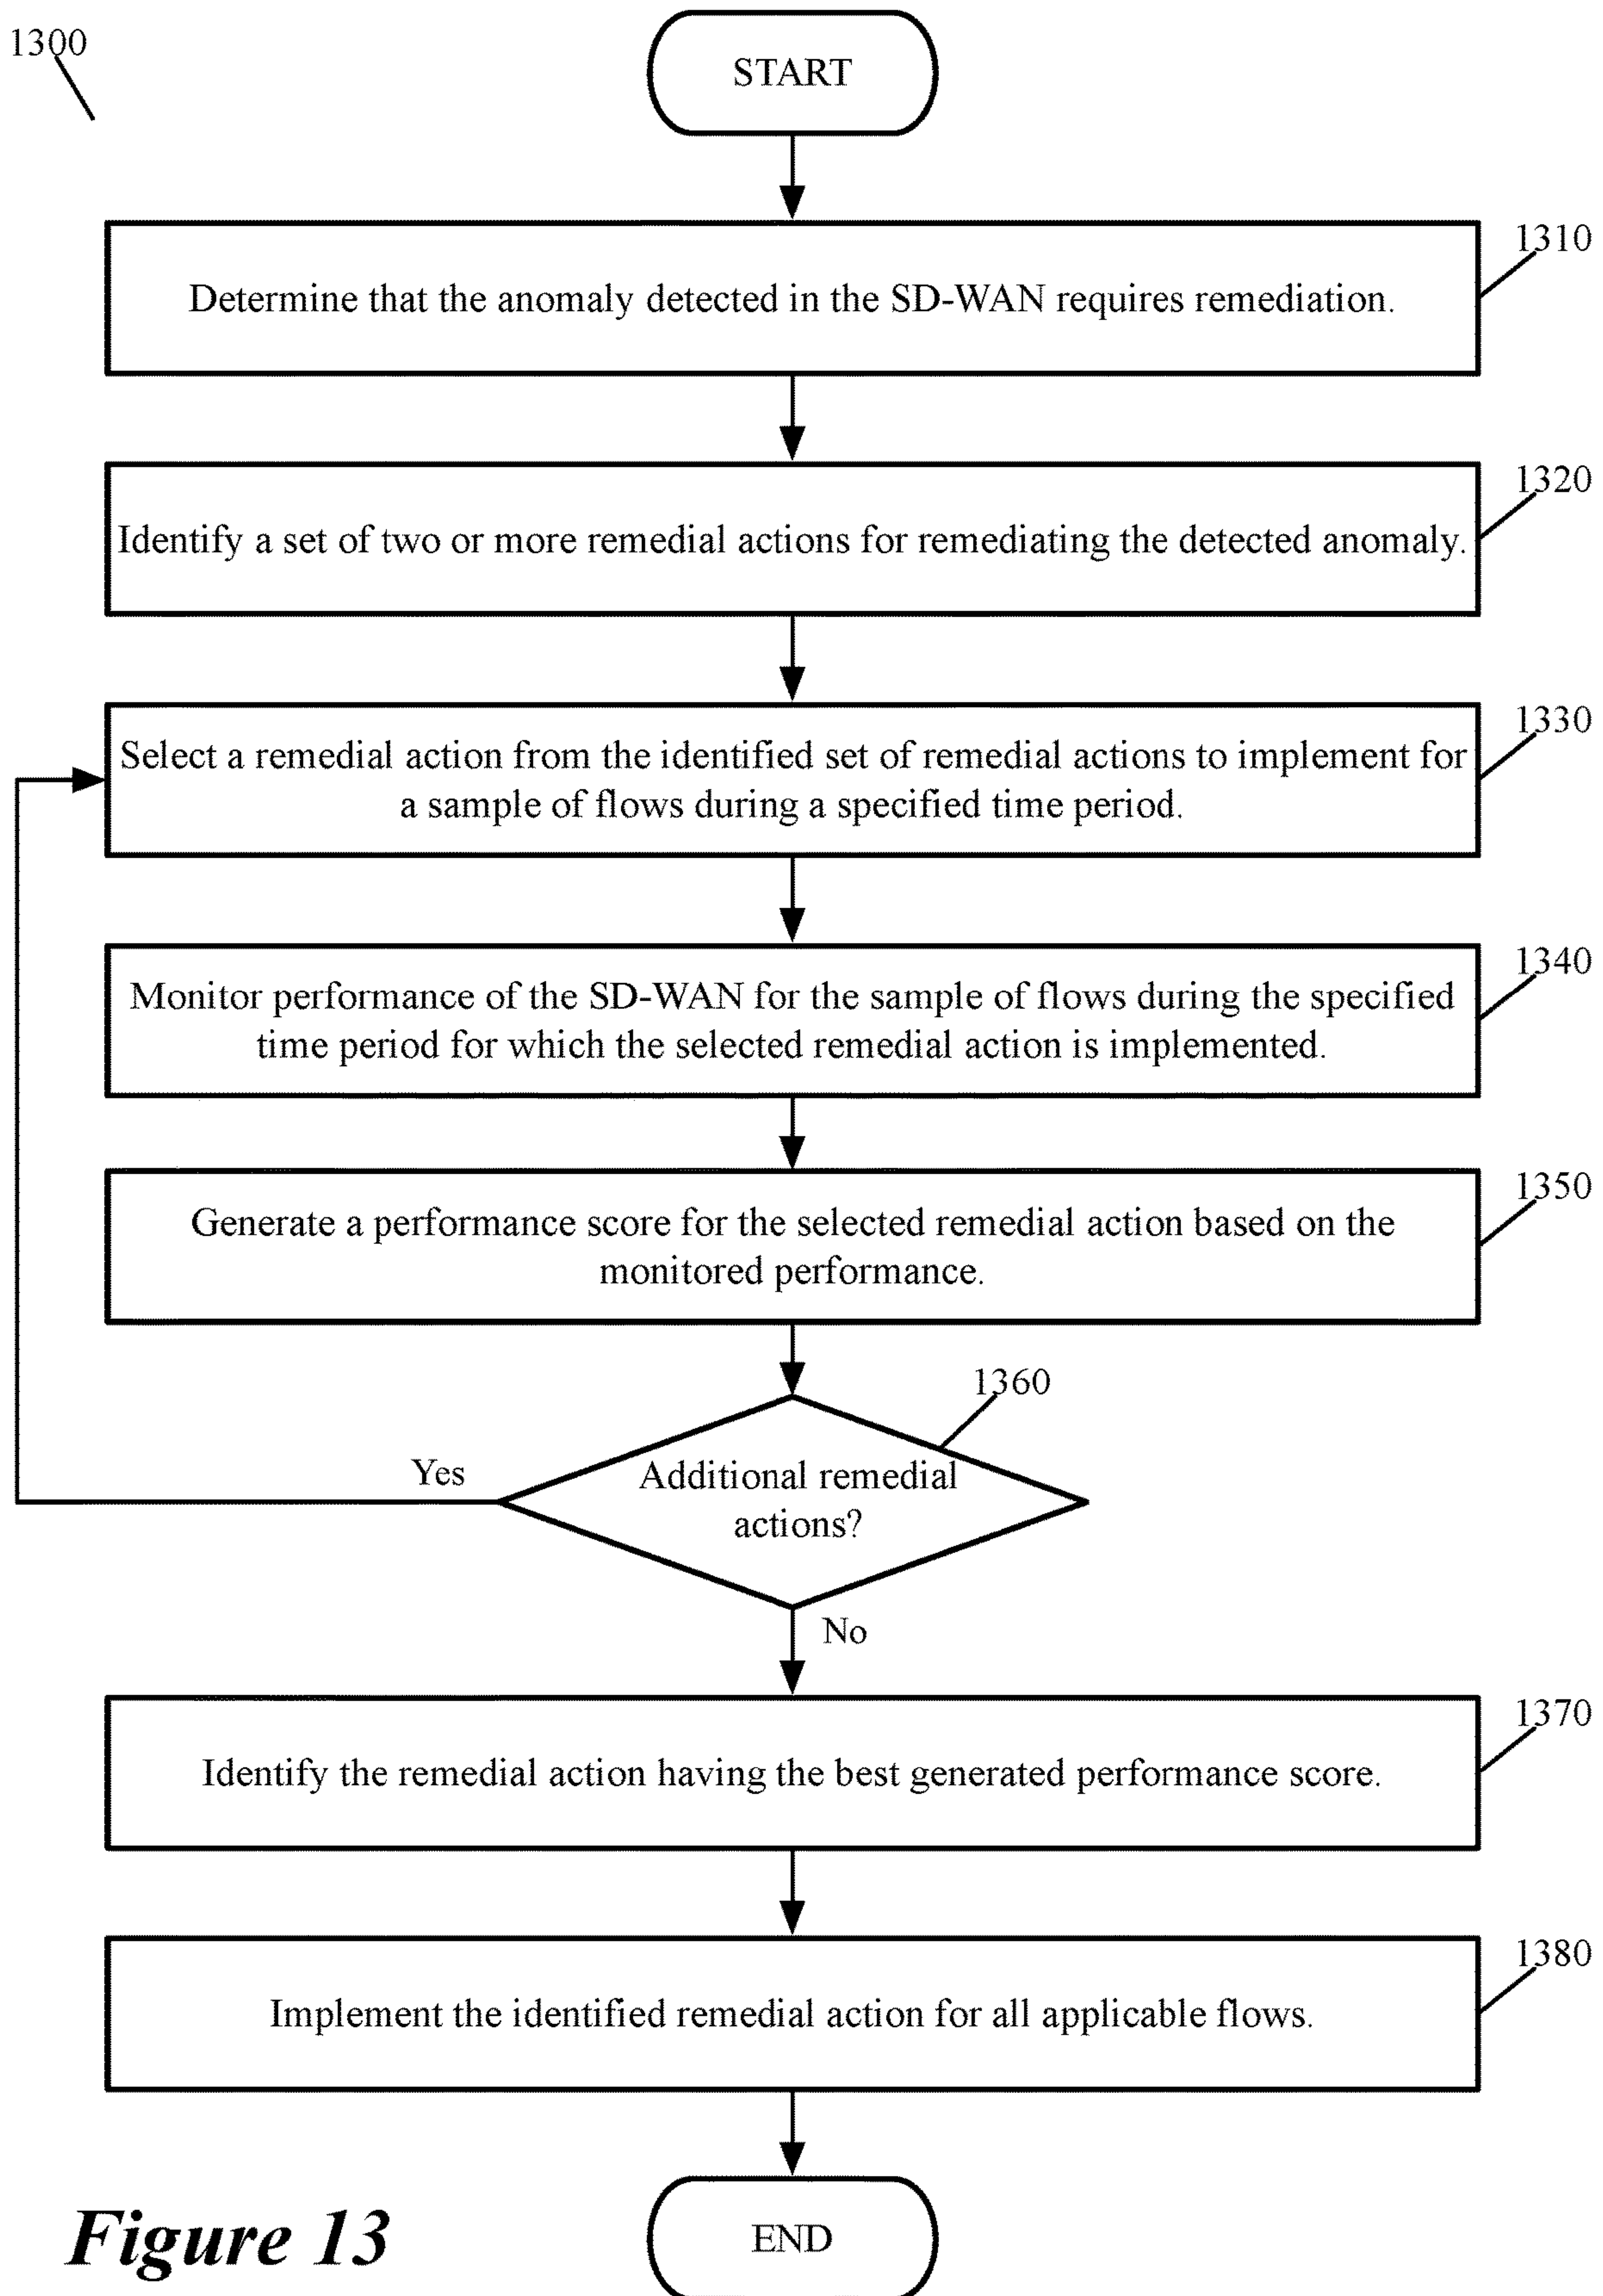 1300
START
1310
Determine that the anomaly detected in the SD-WAN requires remediation.
1320
Identify a set of two or more remedial actions for remediating the detected anomaly.
1330
Select a remedial action from the identified set of remedial actions to implement for
a sample of flows during a specified time period.
1340
Monitor performance of the SD-WAN for the sample of flows during the specified
time period for which the selected remedial action is implemented.
1350
Generate a performance score for the selected remedial action based on the
monitored performance.
1360
Yes
Additional remedial
actions?
No
1370
Identify the remedial action having the best generated performance score.
1380
Implement the identified remedial action for all applicable flows.
Figure 13
END